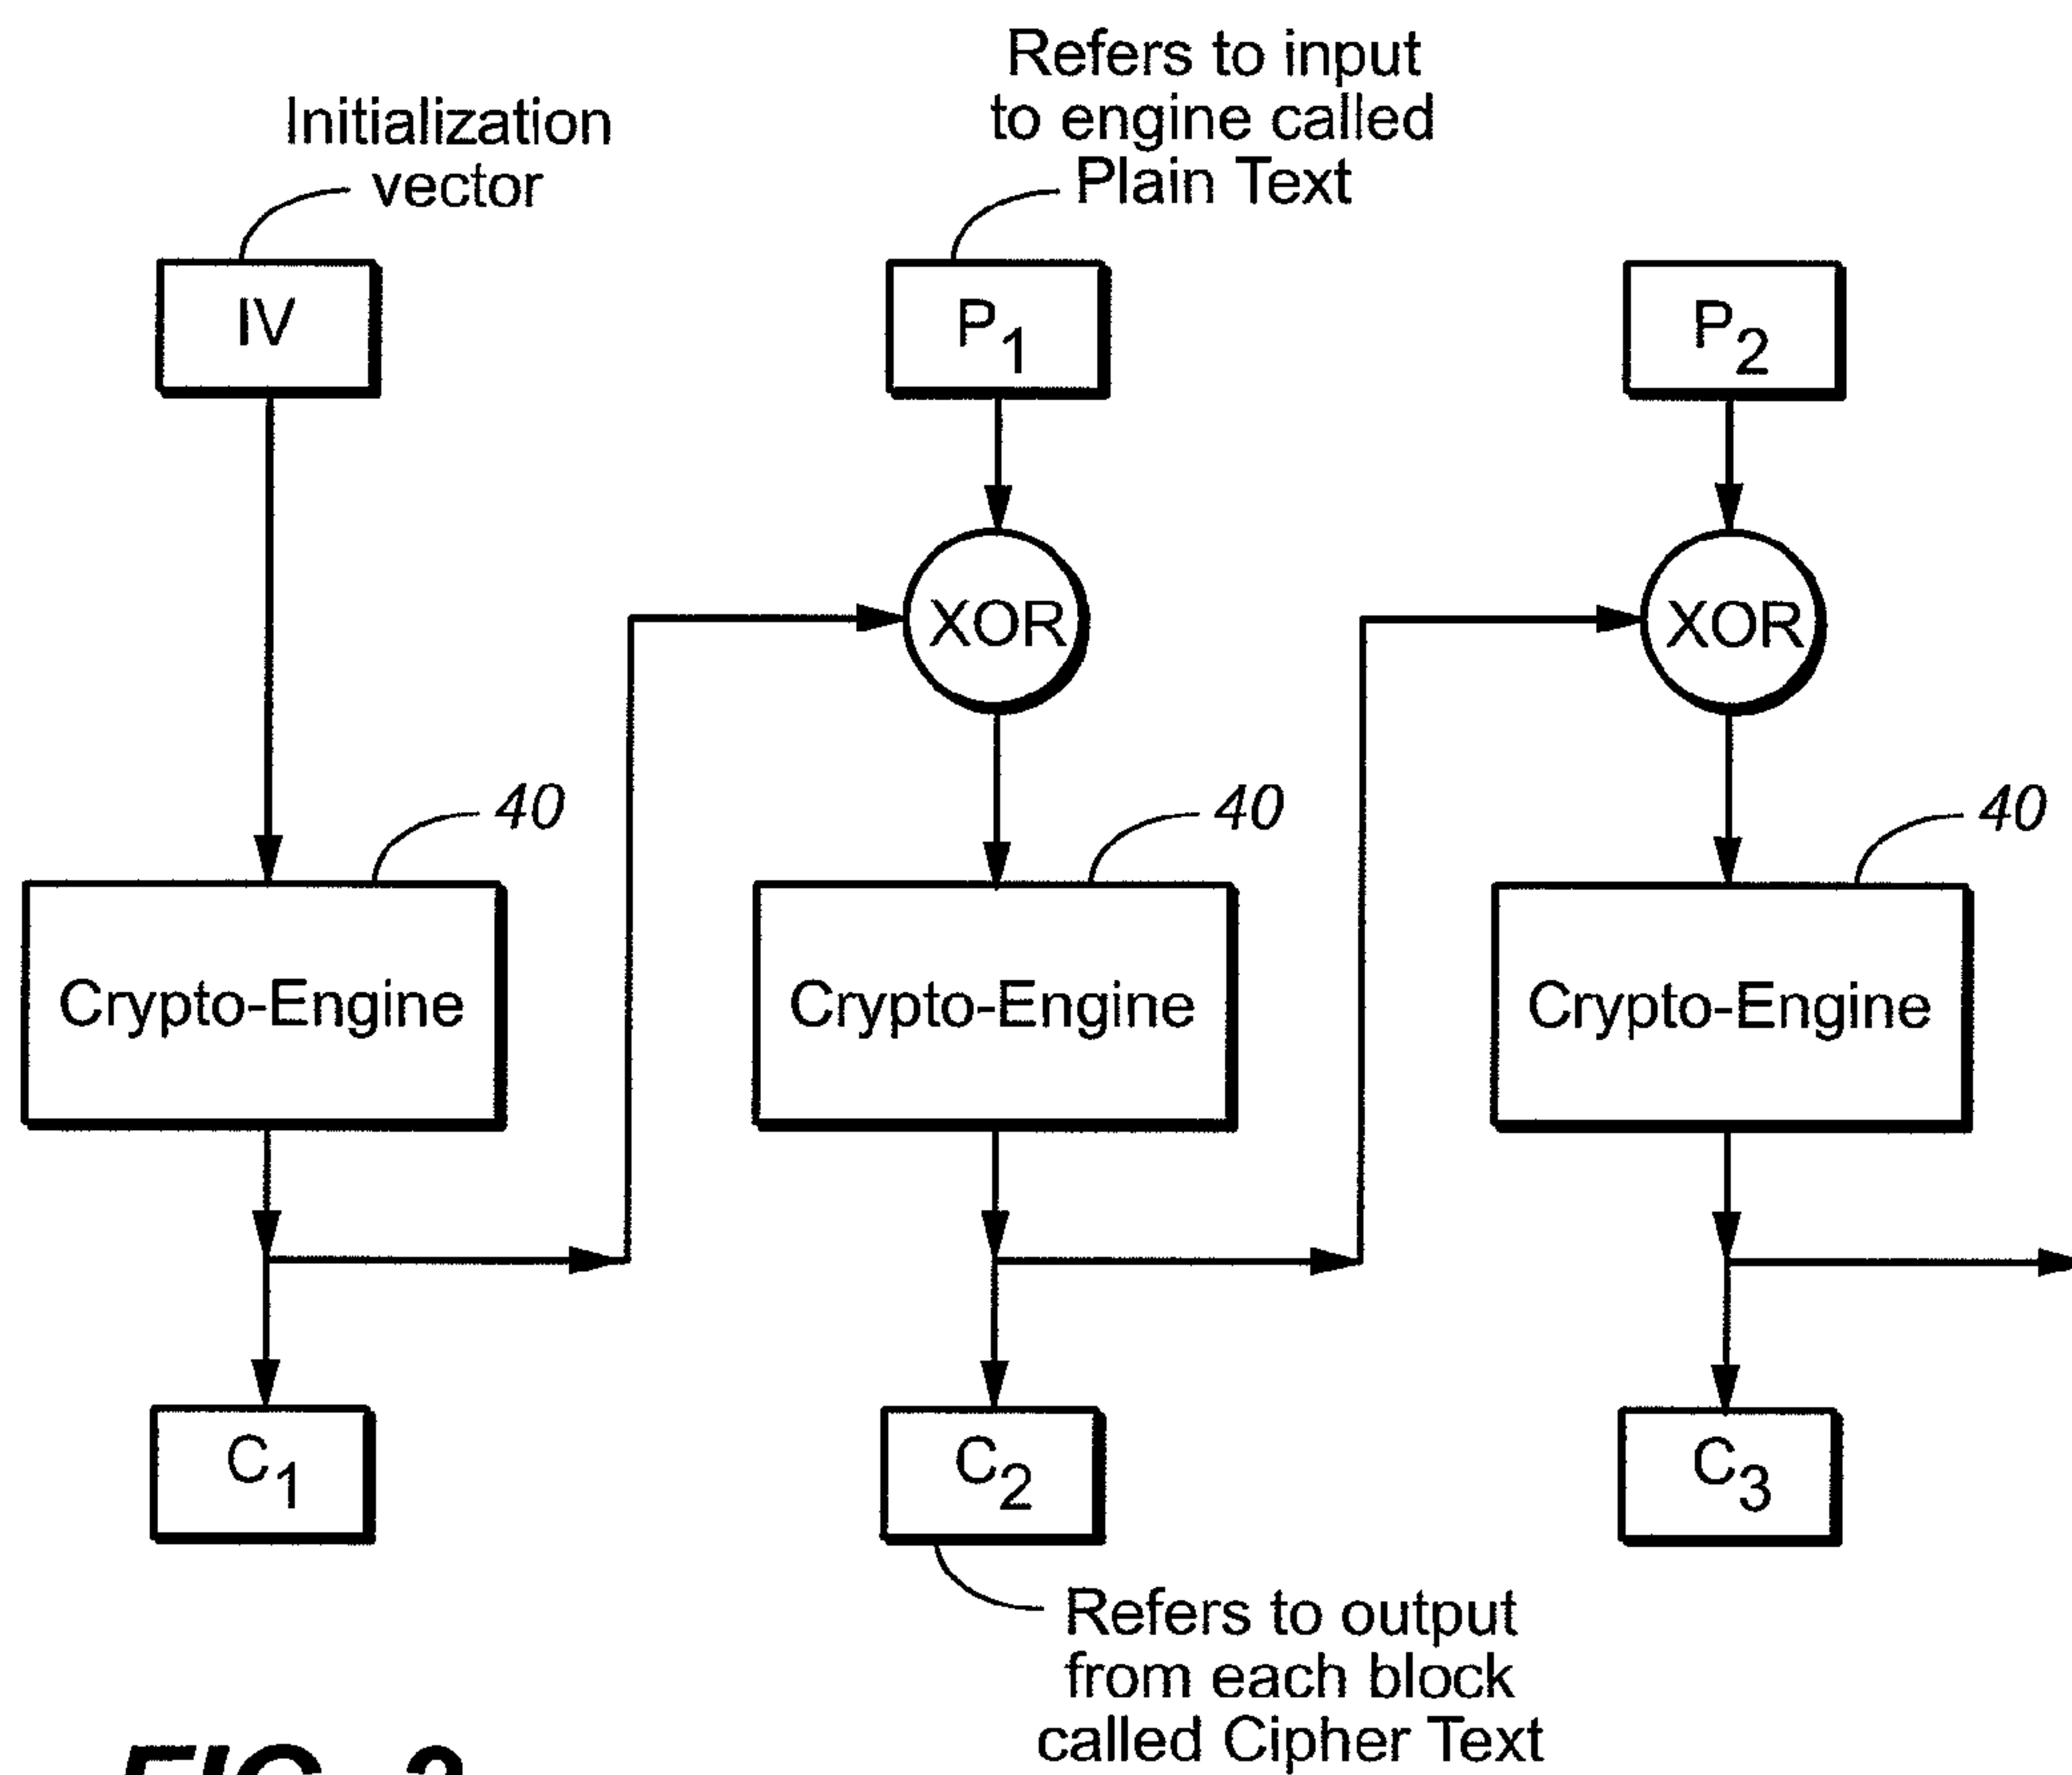 Initialization
vector
Refers to input
to engine called
Plain Text
IV
P1
P2
XOR
XOR
40
40
40
Crypto-Engine
Crypto-Engine
Crypto-Engine
C1
C2
C3
Refers to output
from each block
called Cipher Text
FIG.